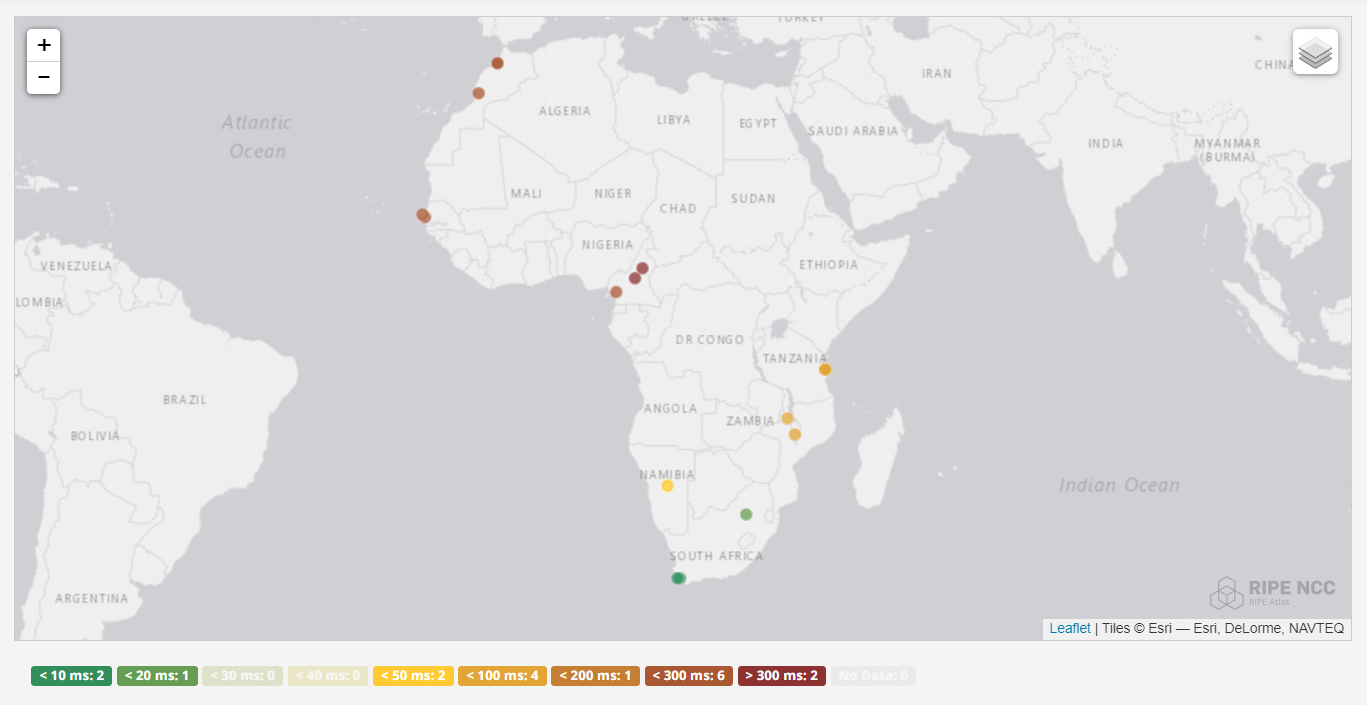 GREECE
TURKEY
+
−
CHINA
IRAN
ALGERIA
LIBYA
EGYPT
Atlantic
Ocean
SAUDI ARABIA
INDIA
MYANMAR
(BURMA)
MALI
NIGER
CHAD
SUDAN
NIGERIA
VENEZUELA
ETHIOPIA
LOMBIA
DR CONGO
TANZANIA
BRAZIL
ANGOLA
ZAMBIA
BOLIVIA
NAMIBIA
Indian Ocean
SOUTH AFRICA
ARGENTINA
RIPE NCC
RIPE Atlas
Leaflet | Tiles © Esri — Esri, DeLorme, NAVTEQ
< 10 ms: 2 < 20 ms: 1 < 30 ms: 0 < 40 ms: 0 < 50 ms: 2 < 100 ms: 4 < 200 ms: 1 < 300 ms: 6 > 300 ms: 2 No Data: 0